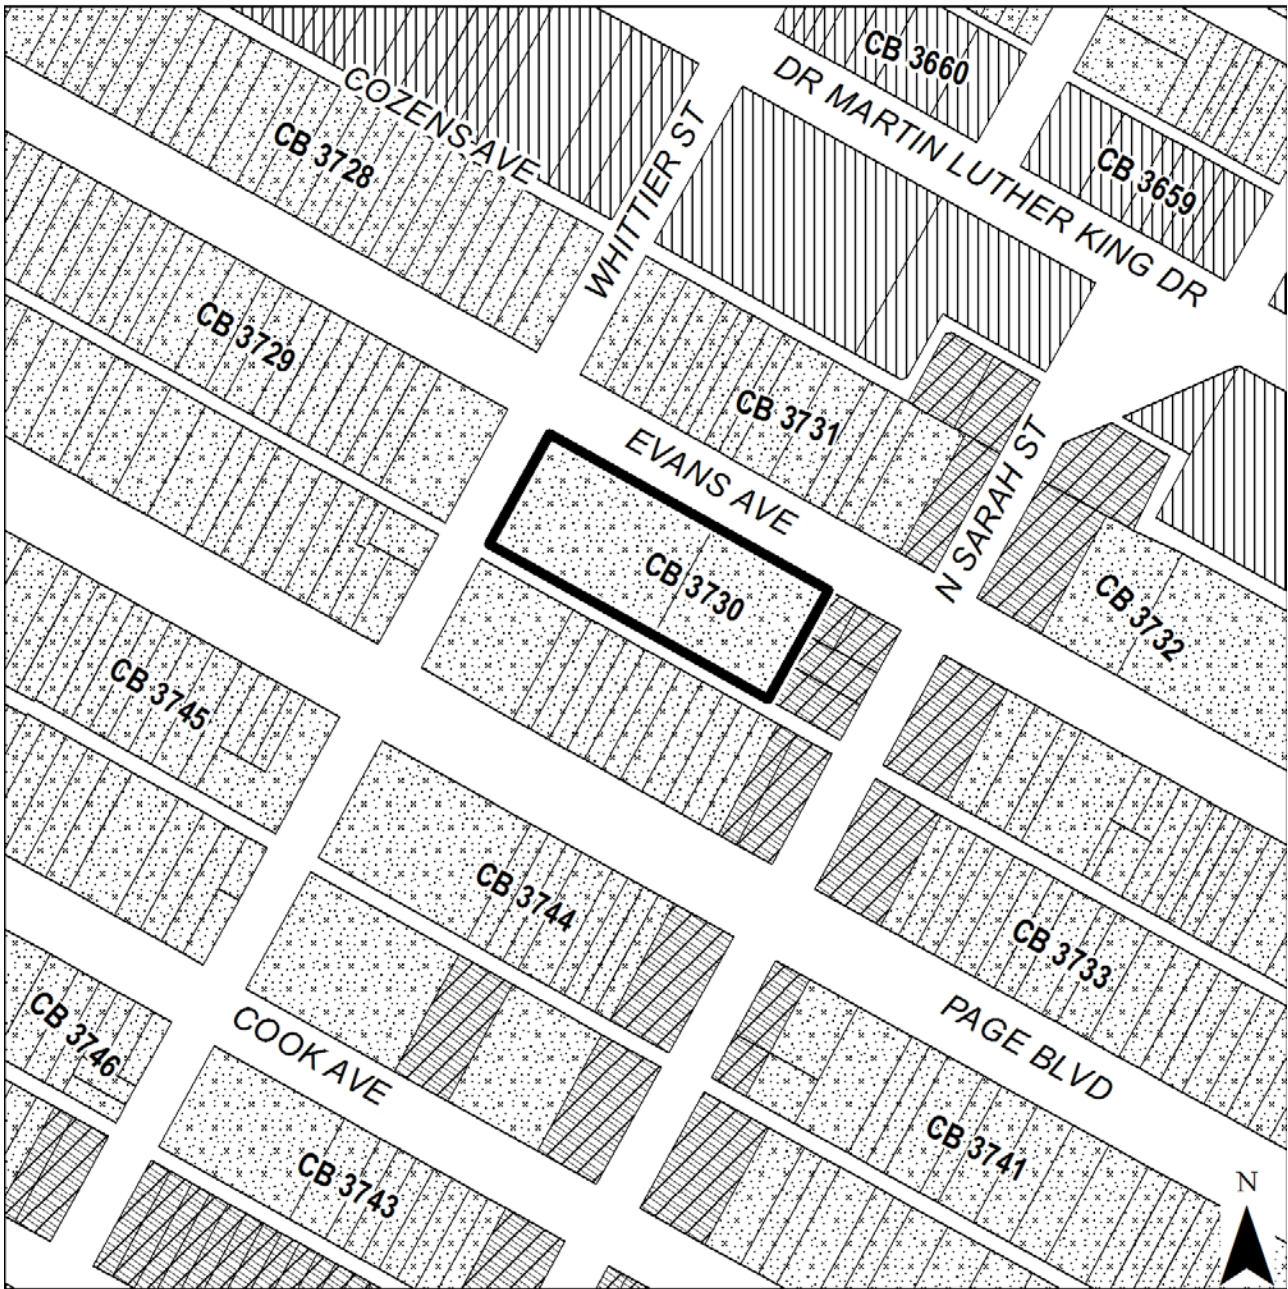 CB 3660
DR MARTIN LUTHER KING DR
COZENS AVE
CB 3728
WHITTIER ST
CB 3659
CB 3729
CB 3731
EVANS AVE
N SARAH ST
CB 3730
CB 3732
CB 3745
CB 3744
CB 3733
PAGE BLVD
CB 3746
COOK AVE
CB 3741
CB 3743
N